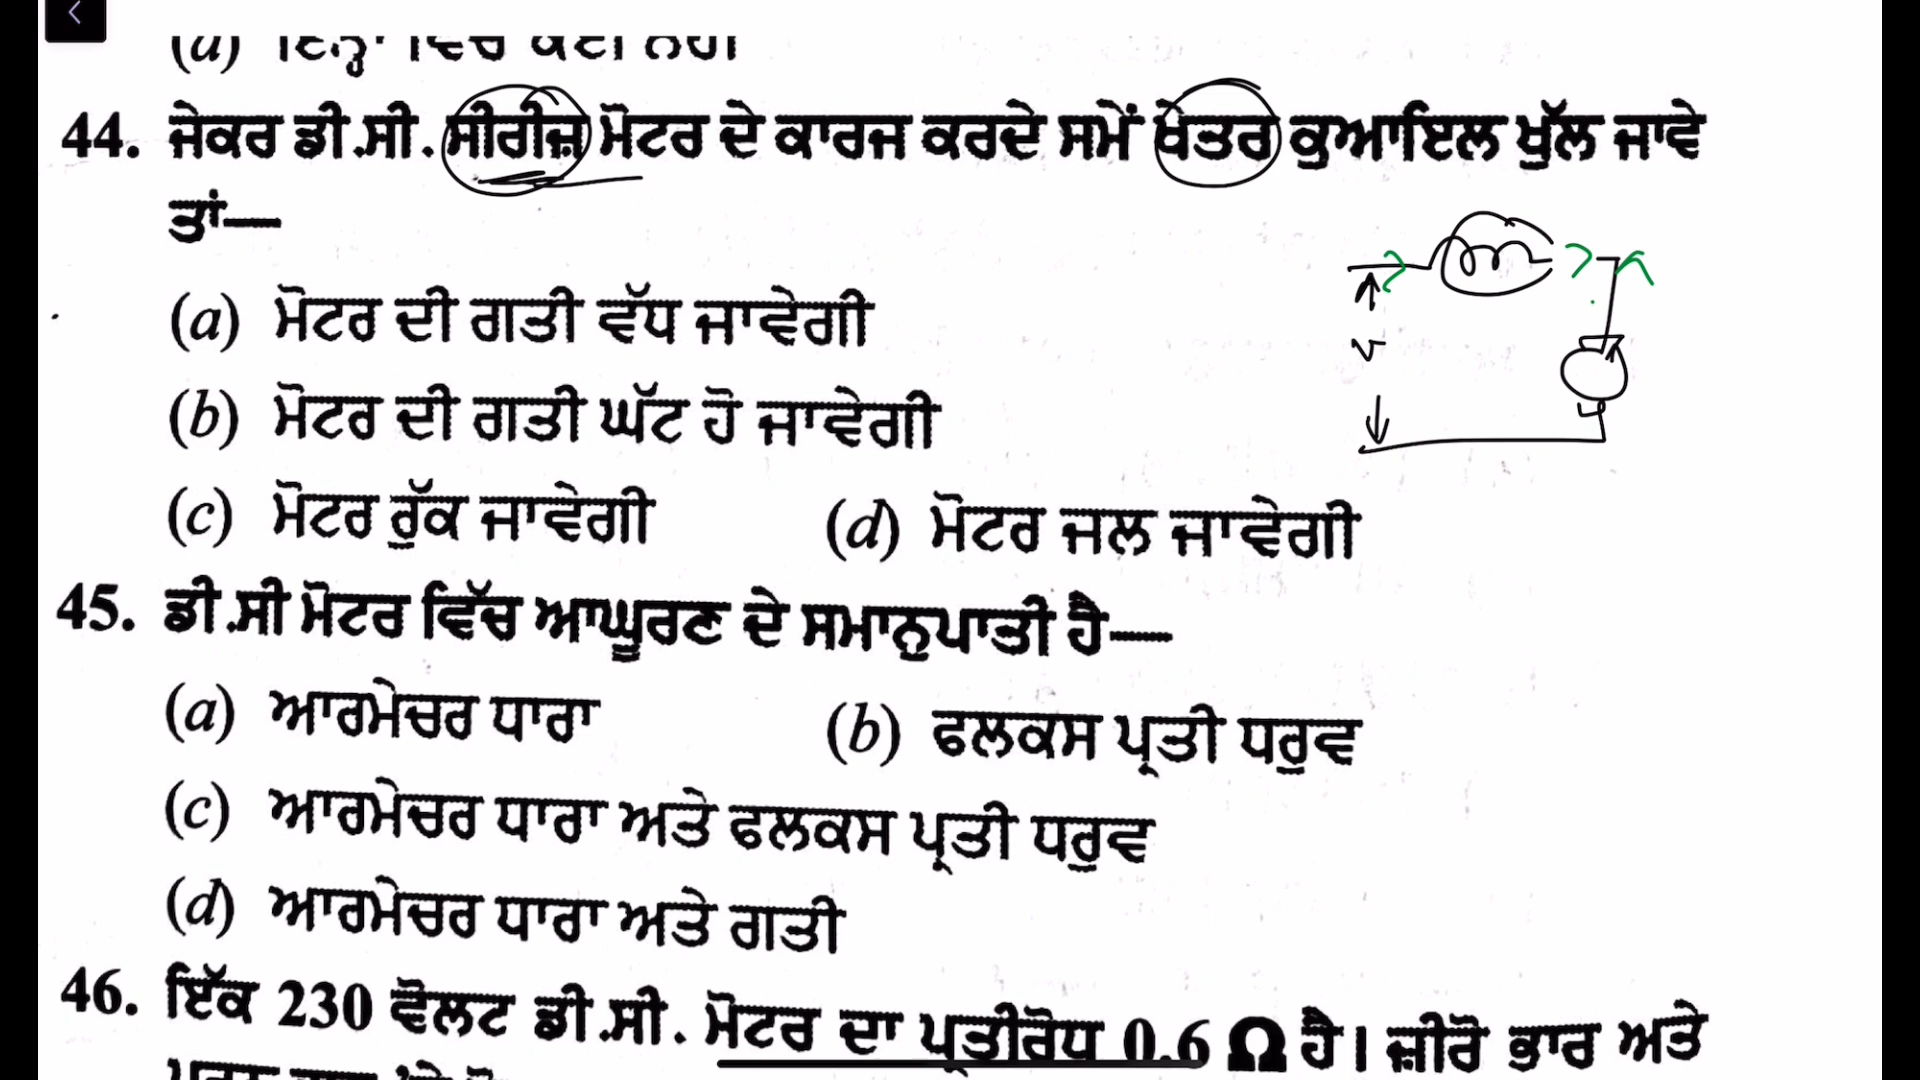 44. ਜੇਕਰ ਡੀ.ਸੀ. ਸੀਰੀਜ਼ ਮੋਟਰ ਦੇ ਕਾਰਜ ਕਰਦੇ ਸਮੇਂ ਖੇਤਰ ਕੁਆਇਲ ਖੁੱਲ ਜਾਵੇ
ਤਾਂ—
(a) ਮੋਟਰ ਦੀ ਗਤੀ ਵੱਧ ਜਾਵੇਗੀ
(b) ਮੋਟਰ ਦੀ ਗਤੀ ਘੱਟ ਹੋ ਜਾਵੇਗੀ
(c) ਮੋਟਰ ਰੁੱਕ ਜਾਵੇਗੀ (d) ਮੋਟਰ ਜਲ ਜਾਵੇਗੀ
45. ਡੀ.ਸੀ ਮੋਟਰ ਵਿੱਚ ਆਘੂਰਣ ਦੇ ਸਮਾਨੁਪਾਤੀ ਹੈ—
(a) ਆਰਮੇਚਰ ਧਾਰਾ (b) ਫਲਕਸ ਪ੍ਰਤੀ ਧਰੁਵ
(c) ਆਰਮੇਚਰ ਧਾਰਾ ਅਤੇ ਫਲਕਸ ਪ੍ਰਤੀ ਧਰੁਵ
(d) ਆਰਮੇਚਰ ਧਾਰਾ ਅਤੇ ਗਤੀ
46. ਇੱਕ 230 ਵੋਲਟ ਡੀ.ਸੀ. ਮੋਟਰ ਦਾ ਪ੍ਰਤੀਰੋਧ 0.6 Ω ਹੈ। ਜ਼ੀਰੋ ਭਾਰ ਅਤੇ